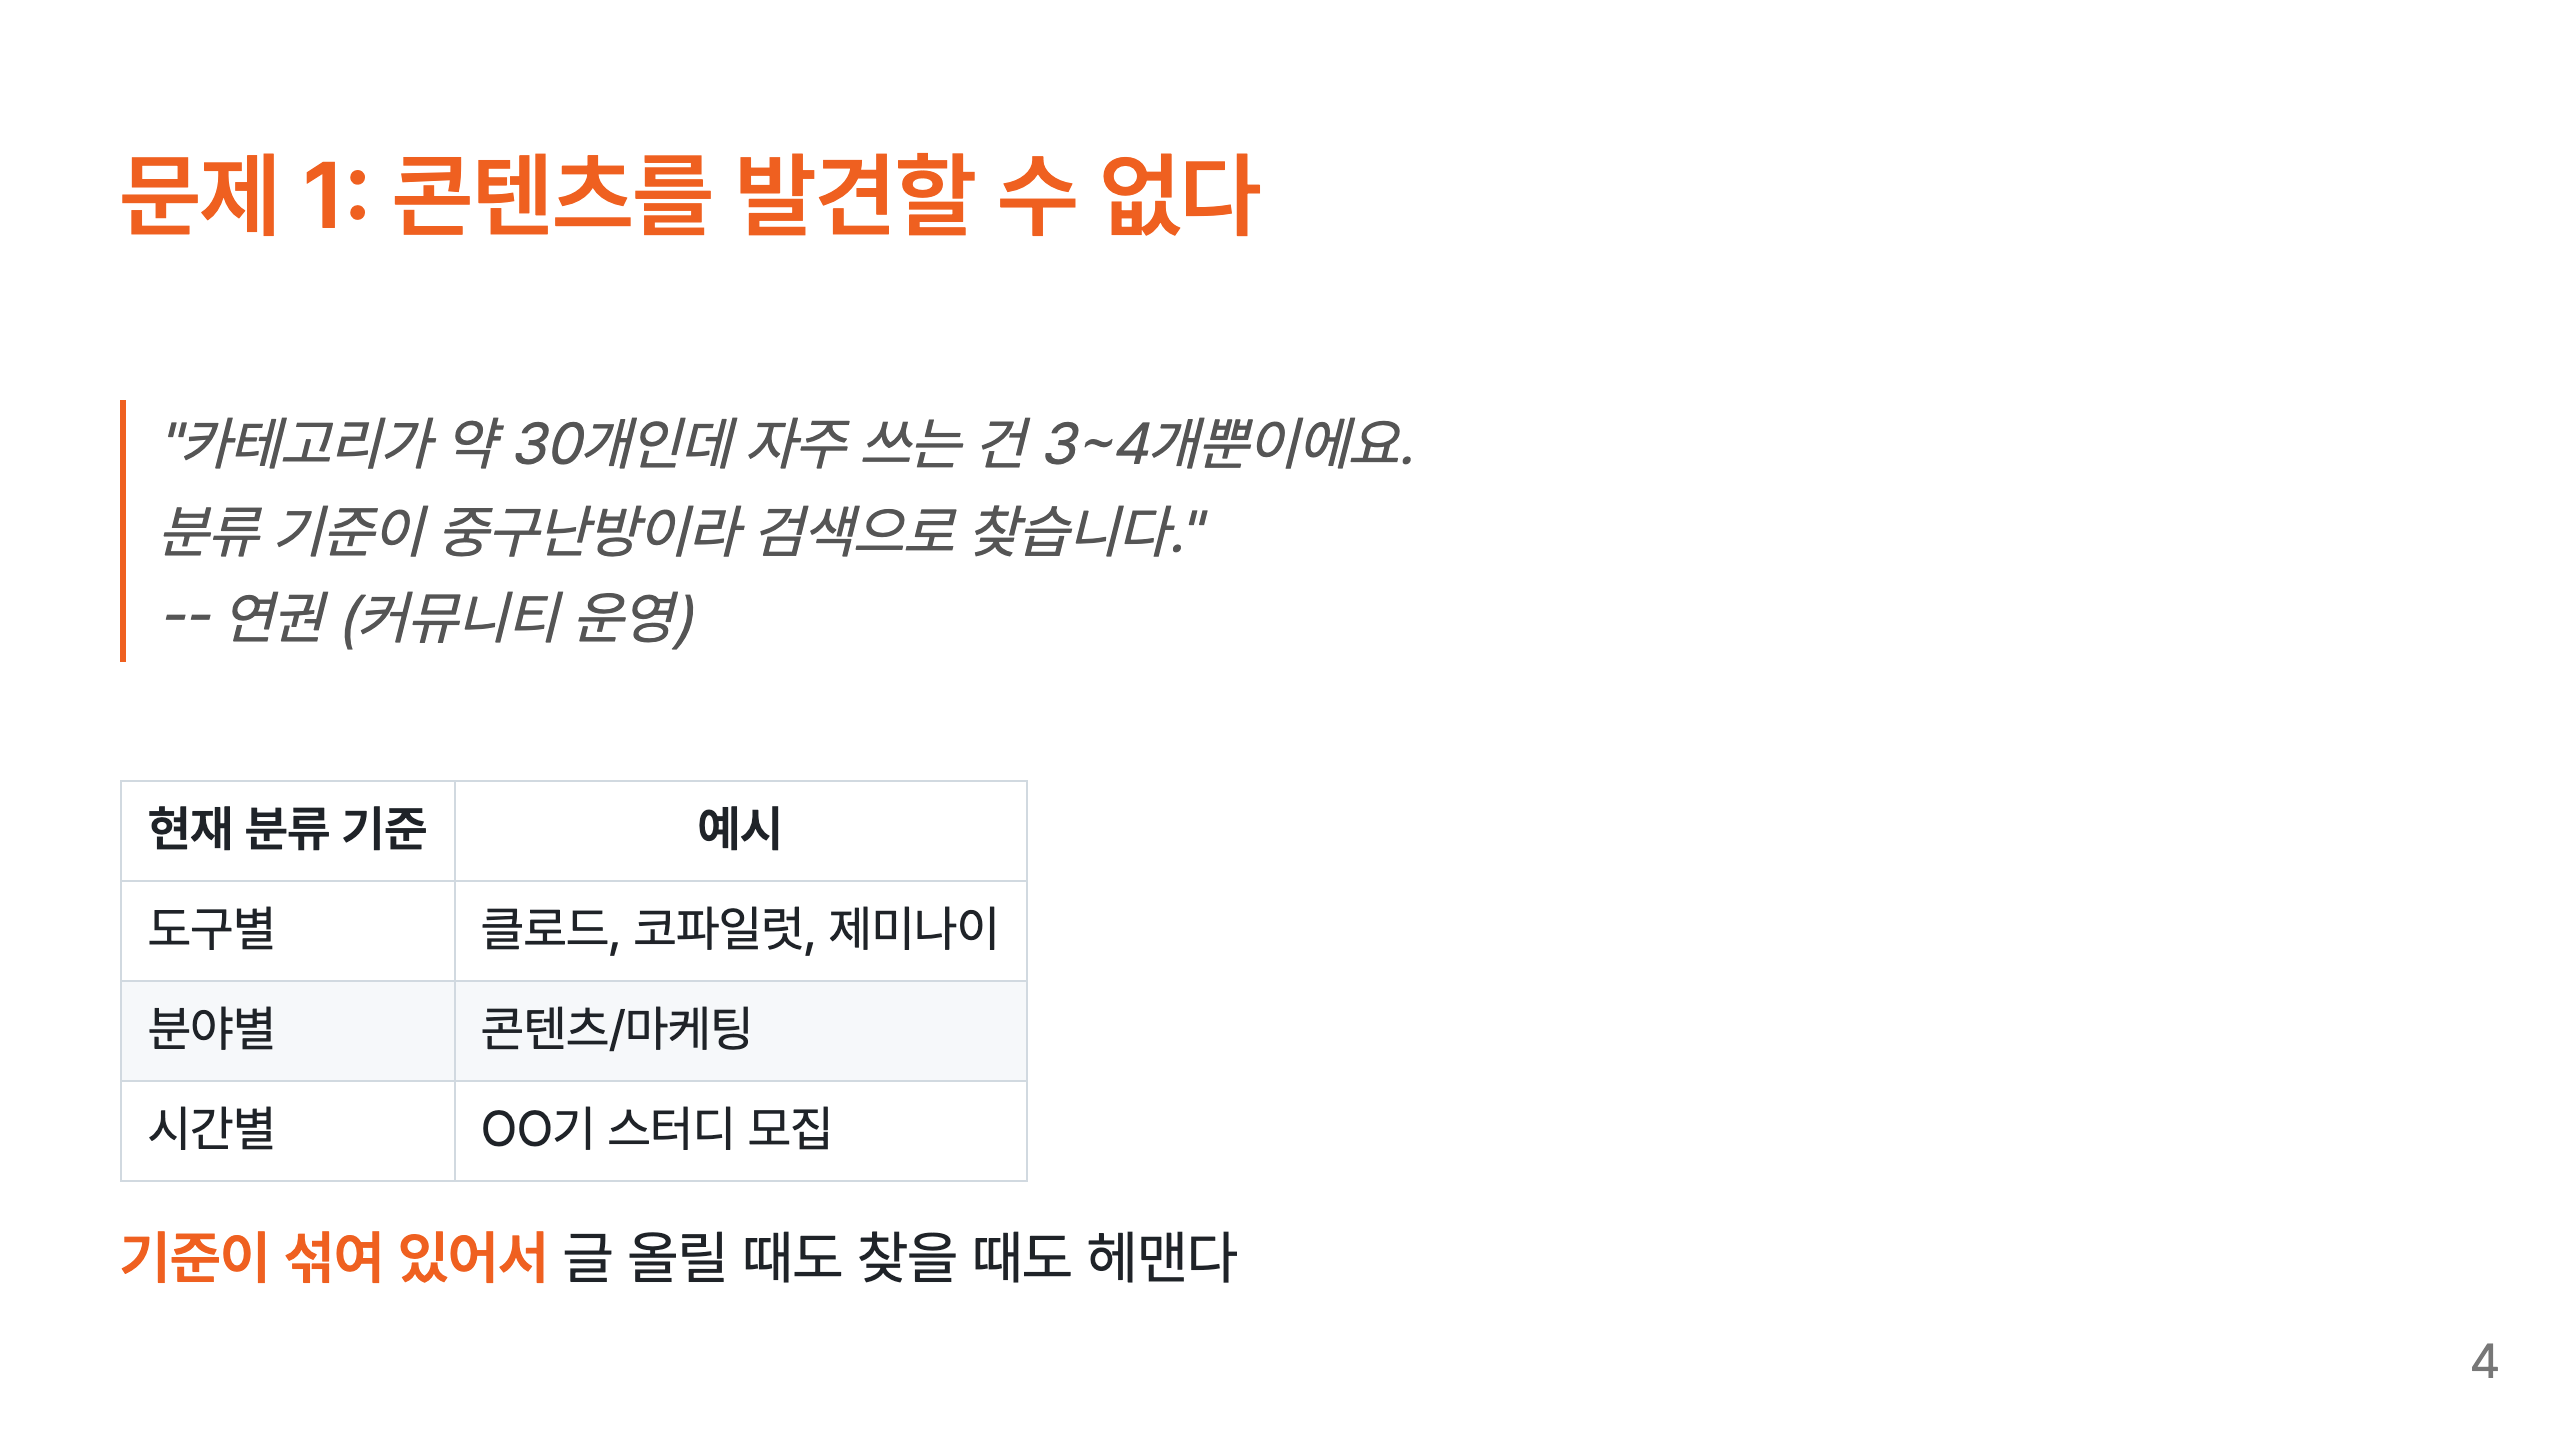 문제 1: 콘텐츠를 발견할 수 없다
"카테고리가 약 30개인데 자주 쓰는 건 3~4개뿐이에요.
분류 기준이 중구난방이라 검색으로 찾습니다."
-- 연권 (커뮤니티 운영)
현재 분류 기준 예시
도구별 클로드, 코파일럿, 제미나이
분야별 콘텐츠/마케팅
시간별 OO기 스터디 모집
기준이 섞여 있어서 글 올릴 때도 찾을 때도 헤맨다
4